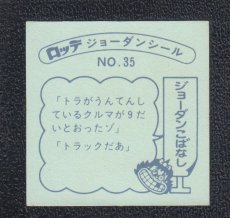 ロッテ ジョーダンシール
NO. 35
ジョーダンこばなし
「トラがうんてんし
ているクルマが9だ
いとおったゾ」
「トラックだあ」